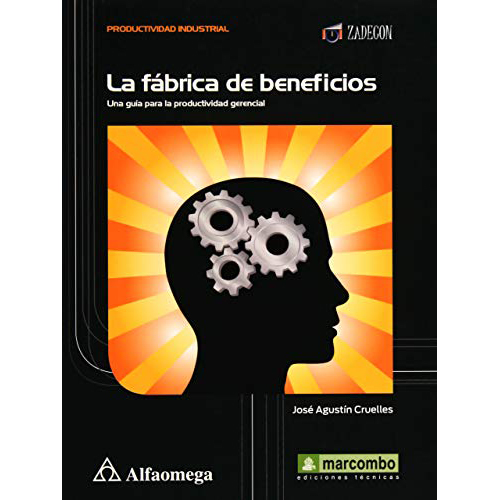 PRODUCTIVIDAD INDUSTRIAL
ZADECON
La fábrica de beneficios
Una guía para la productividad gerencial
José Agustín Cruelles
Alfaomega
marcombo
ediciones técnicas